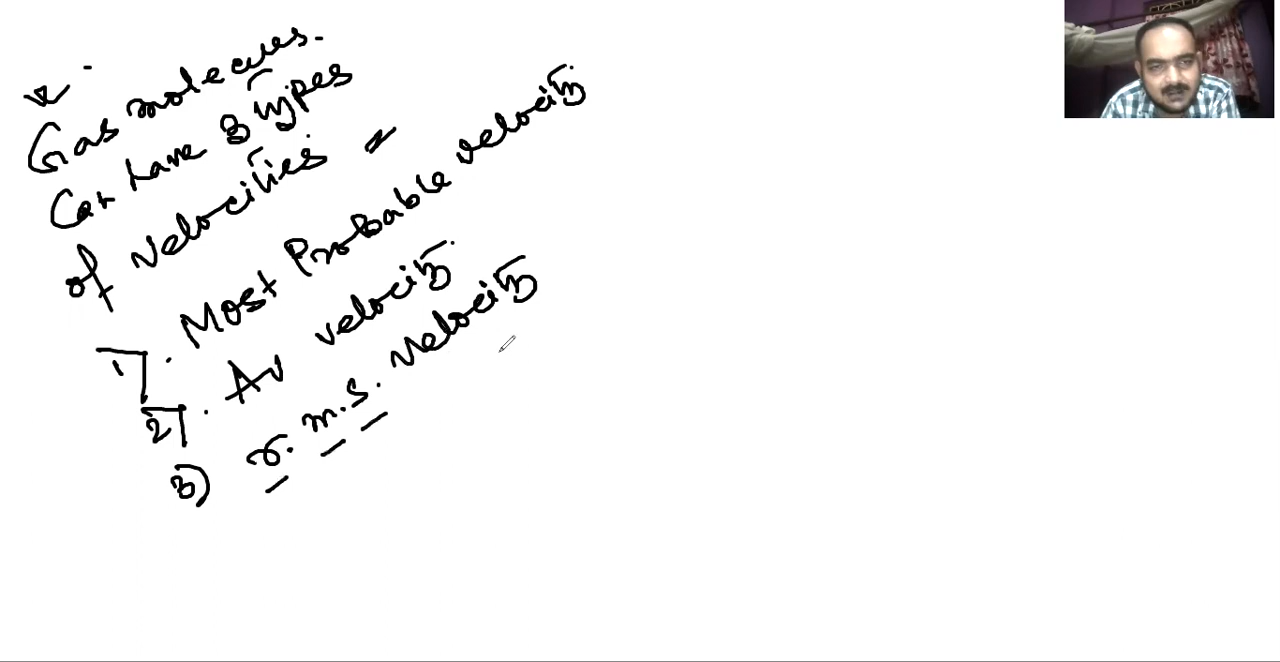 Gas molecules.
Can have 3 Types
of velocities
1). Most Probable velocity
2). Av velocity
3) r.m.s. velocity